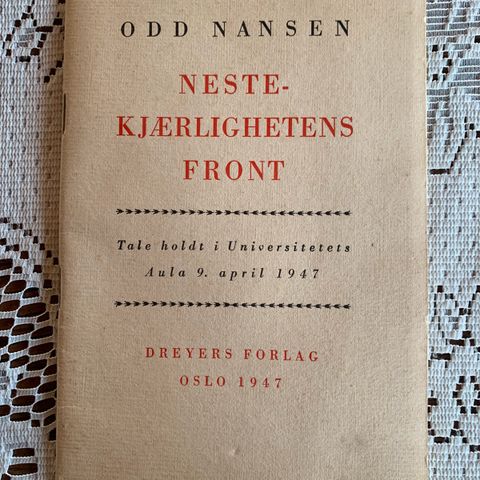 ODD NANSEN
NESTE-
KJÆRLIGHETENS
FRONT
Tale holdt i Universitetets
Aula 9. april 1947
DREYERS FORLAG
OSLO 1947